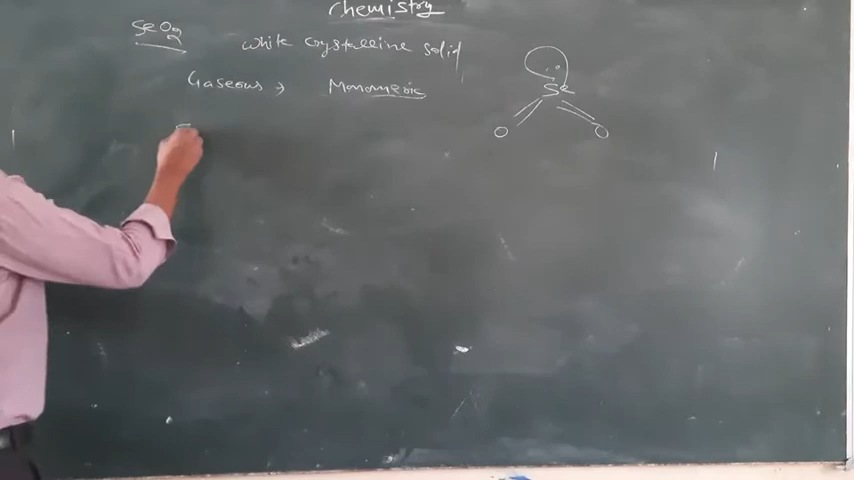 chemistry
SeO2
white crystalline solid
Gaseous → Monomeric
Se
O O